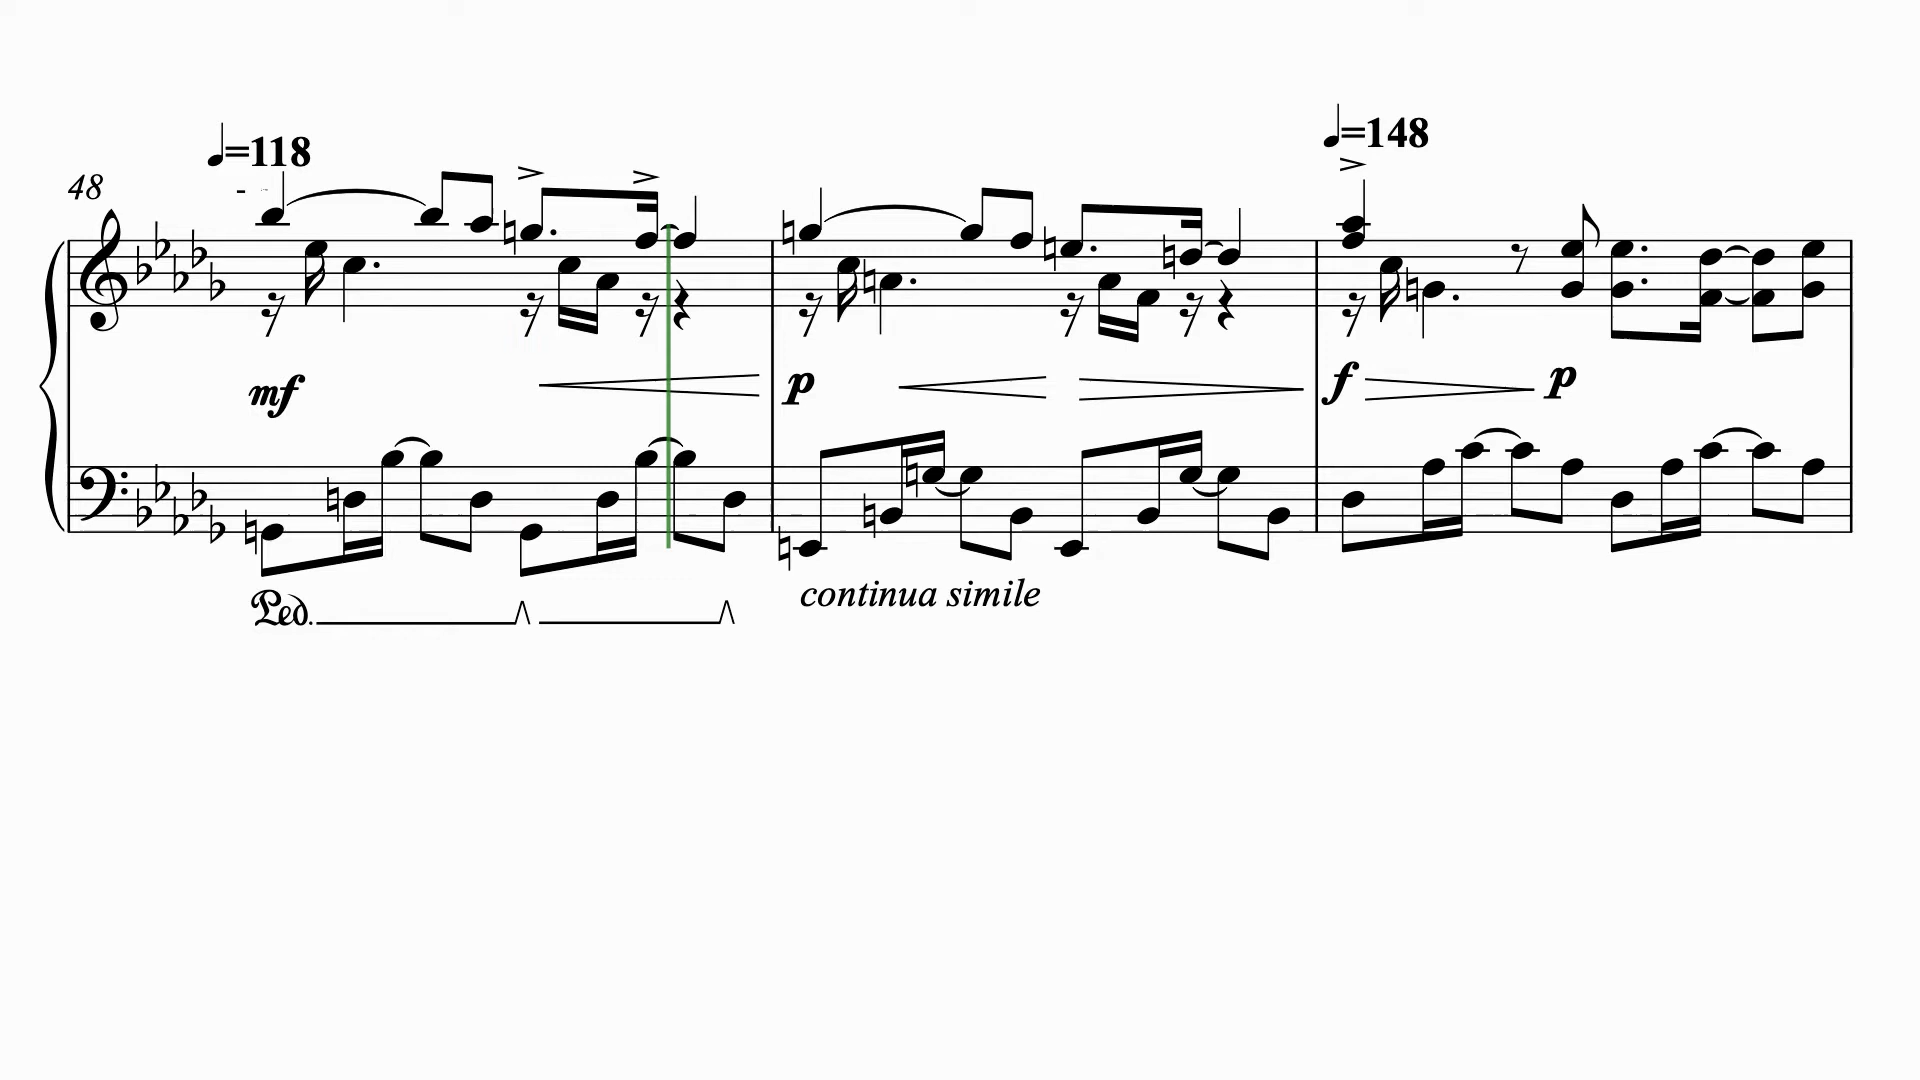 ♩=118
♩=148
48
mf
p
f
p
Ped.
continua simile